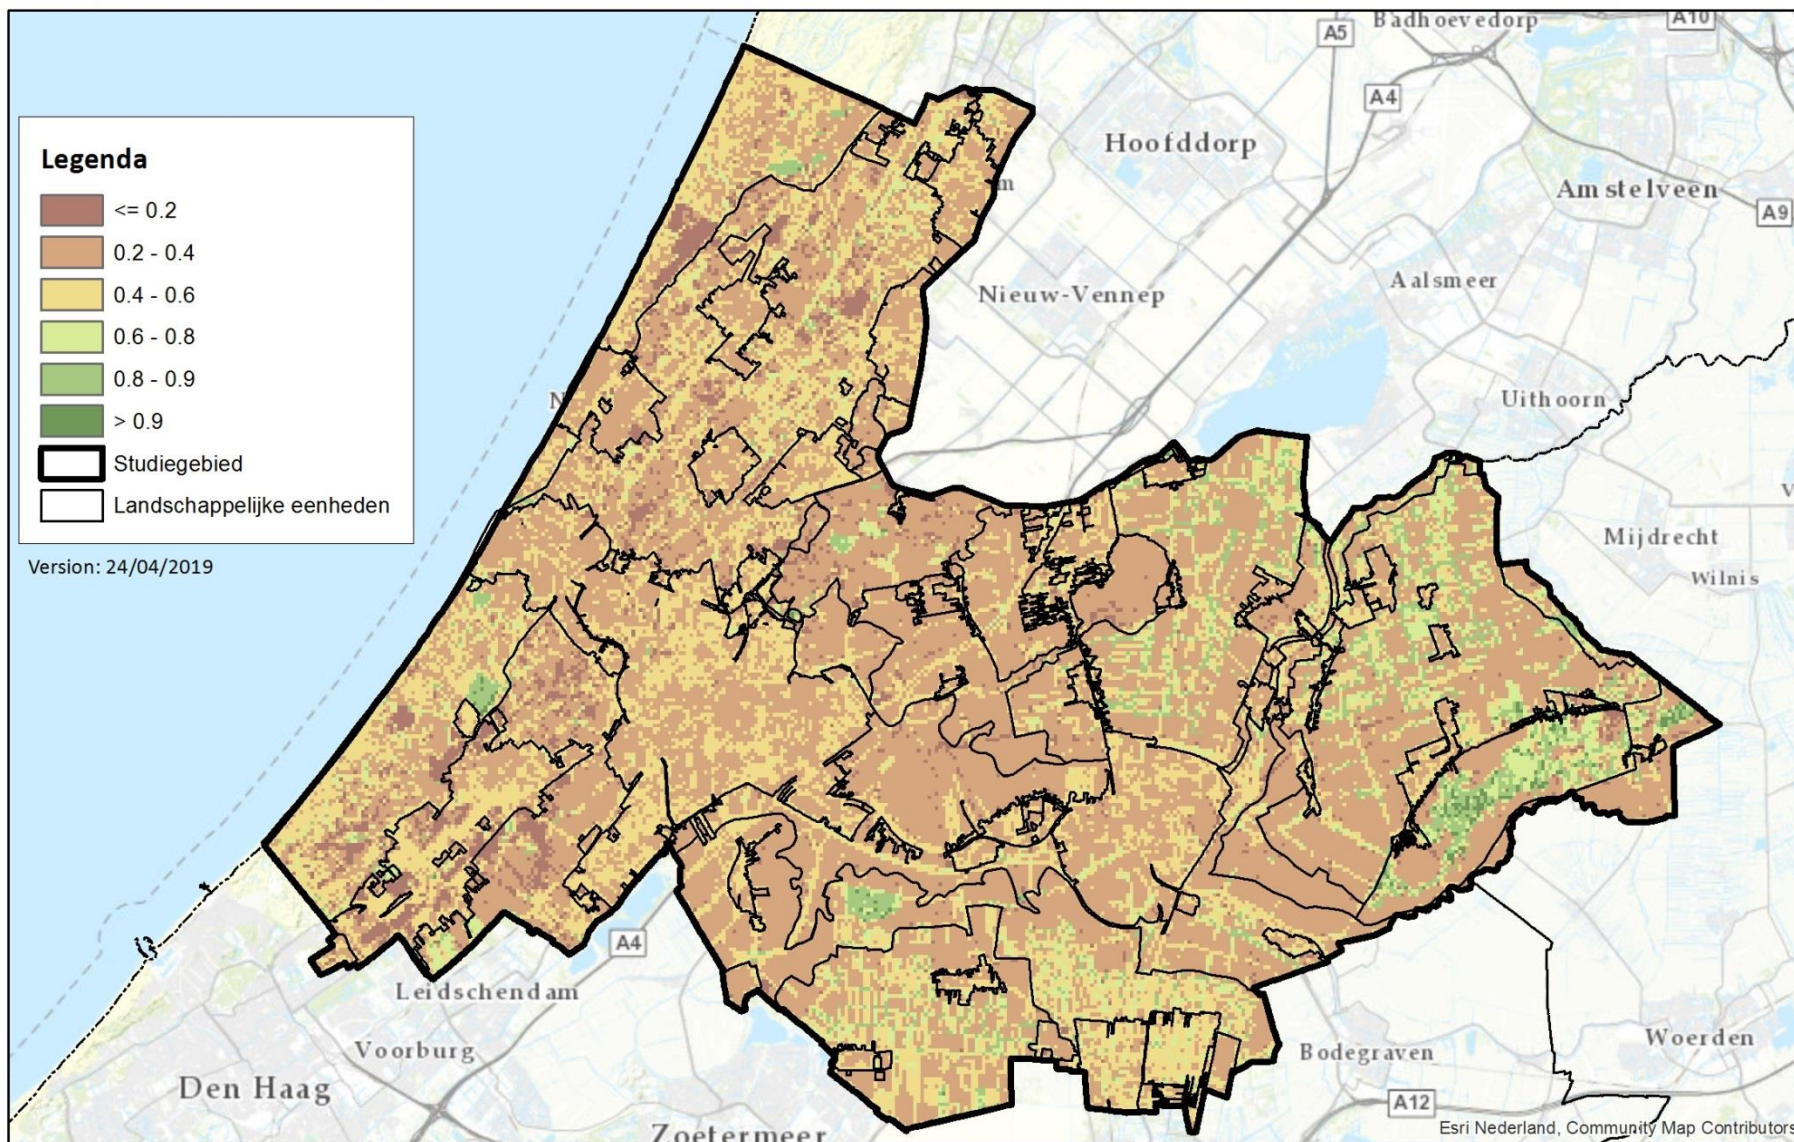 Badhoevedorp
A10
A5
A4
Hoofddorp
Amstelveen
A9
Legenda
<= 0.2
0.2 - 0.4
0.4 - 0.6
0.6 - 0.8
0.8 - 0.9
> 0.9
Studiegebied
Landschappelijke eenheden
Version: 24/04/2019
m
Nieuw-Vennep
Aalsmeer
N
Uithoorn
V
Mijdrecht
Wilnis
A4
Leidschendam
Voorburg
Den Haag
Zoetermeer
Bodegraven
Woerden
A12
Esri Nederland, Community Map Contributors